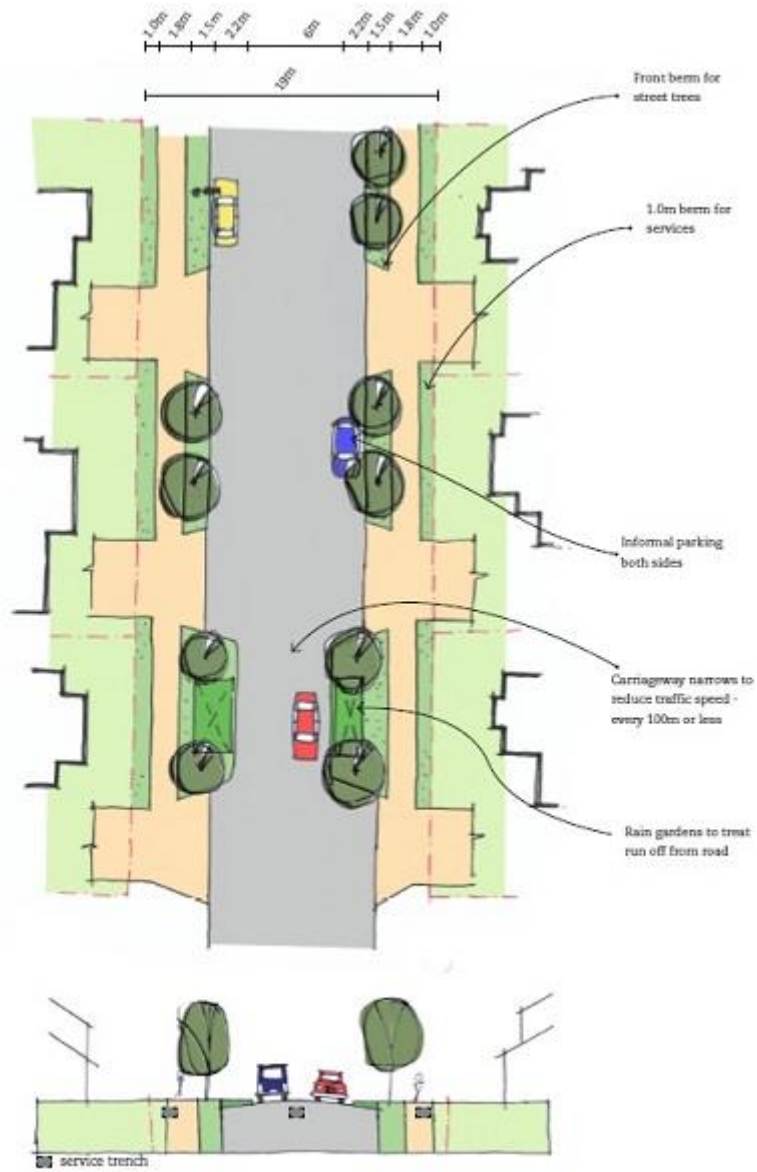 1.0m 1.8m 1.5m 2.2m 6m 2.2m 1.5m 1.8m 1.0m
19m
Front berm for
street trees
1.0m berm for
services
Informal parking
both sides
Carriageway narrows to
reduce traffic speed -
every 100m or less
Rain gardens to treat
run off from road
service trench